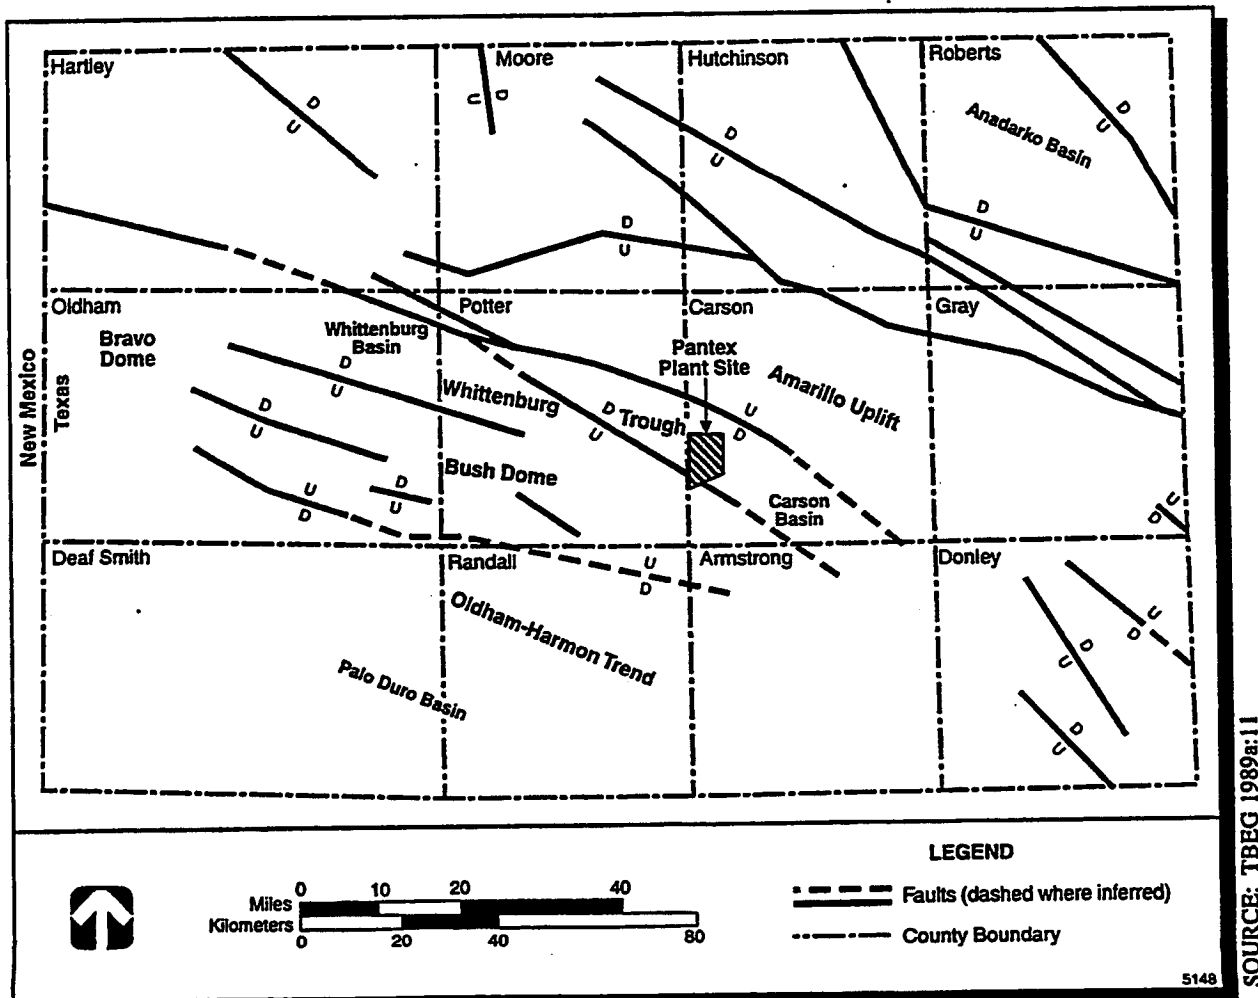 Hartley
Moore
Hutchinson
Roberts
D
U
U
D
D
U
D
U
Anadarko Basin
D
U
D
U
Oldham
Potter
Carson
Gray
Bravo
Dome
Whittenburg
Basin
Pantex
Plant Site
New Mexico
Texas
D
U
Whittenburg
Trough
Amarillo Uplift
D
U
D
U
U
D
Bush Dome
D
U
U
D
Carson
Basin
U
D
Deaf Smith
Randall
Armstrong
Donley
U
D
Oldham-Harmon Trend
Palo Duro Basin
U
D
D
U
D
U
LEGEND
0 10 20 40
Miles
Kilometers
0 20 40 80
Faults (dashed where inferred)
County Boundary
5148
SOURCE: TBEG 1989a:11